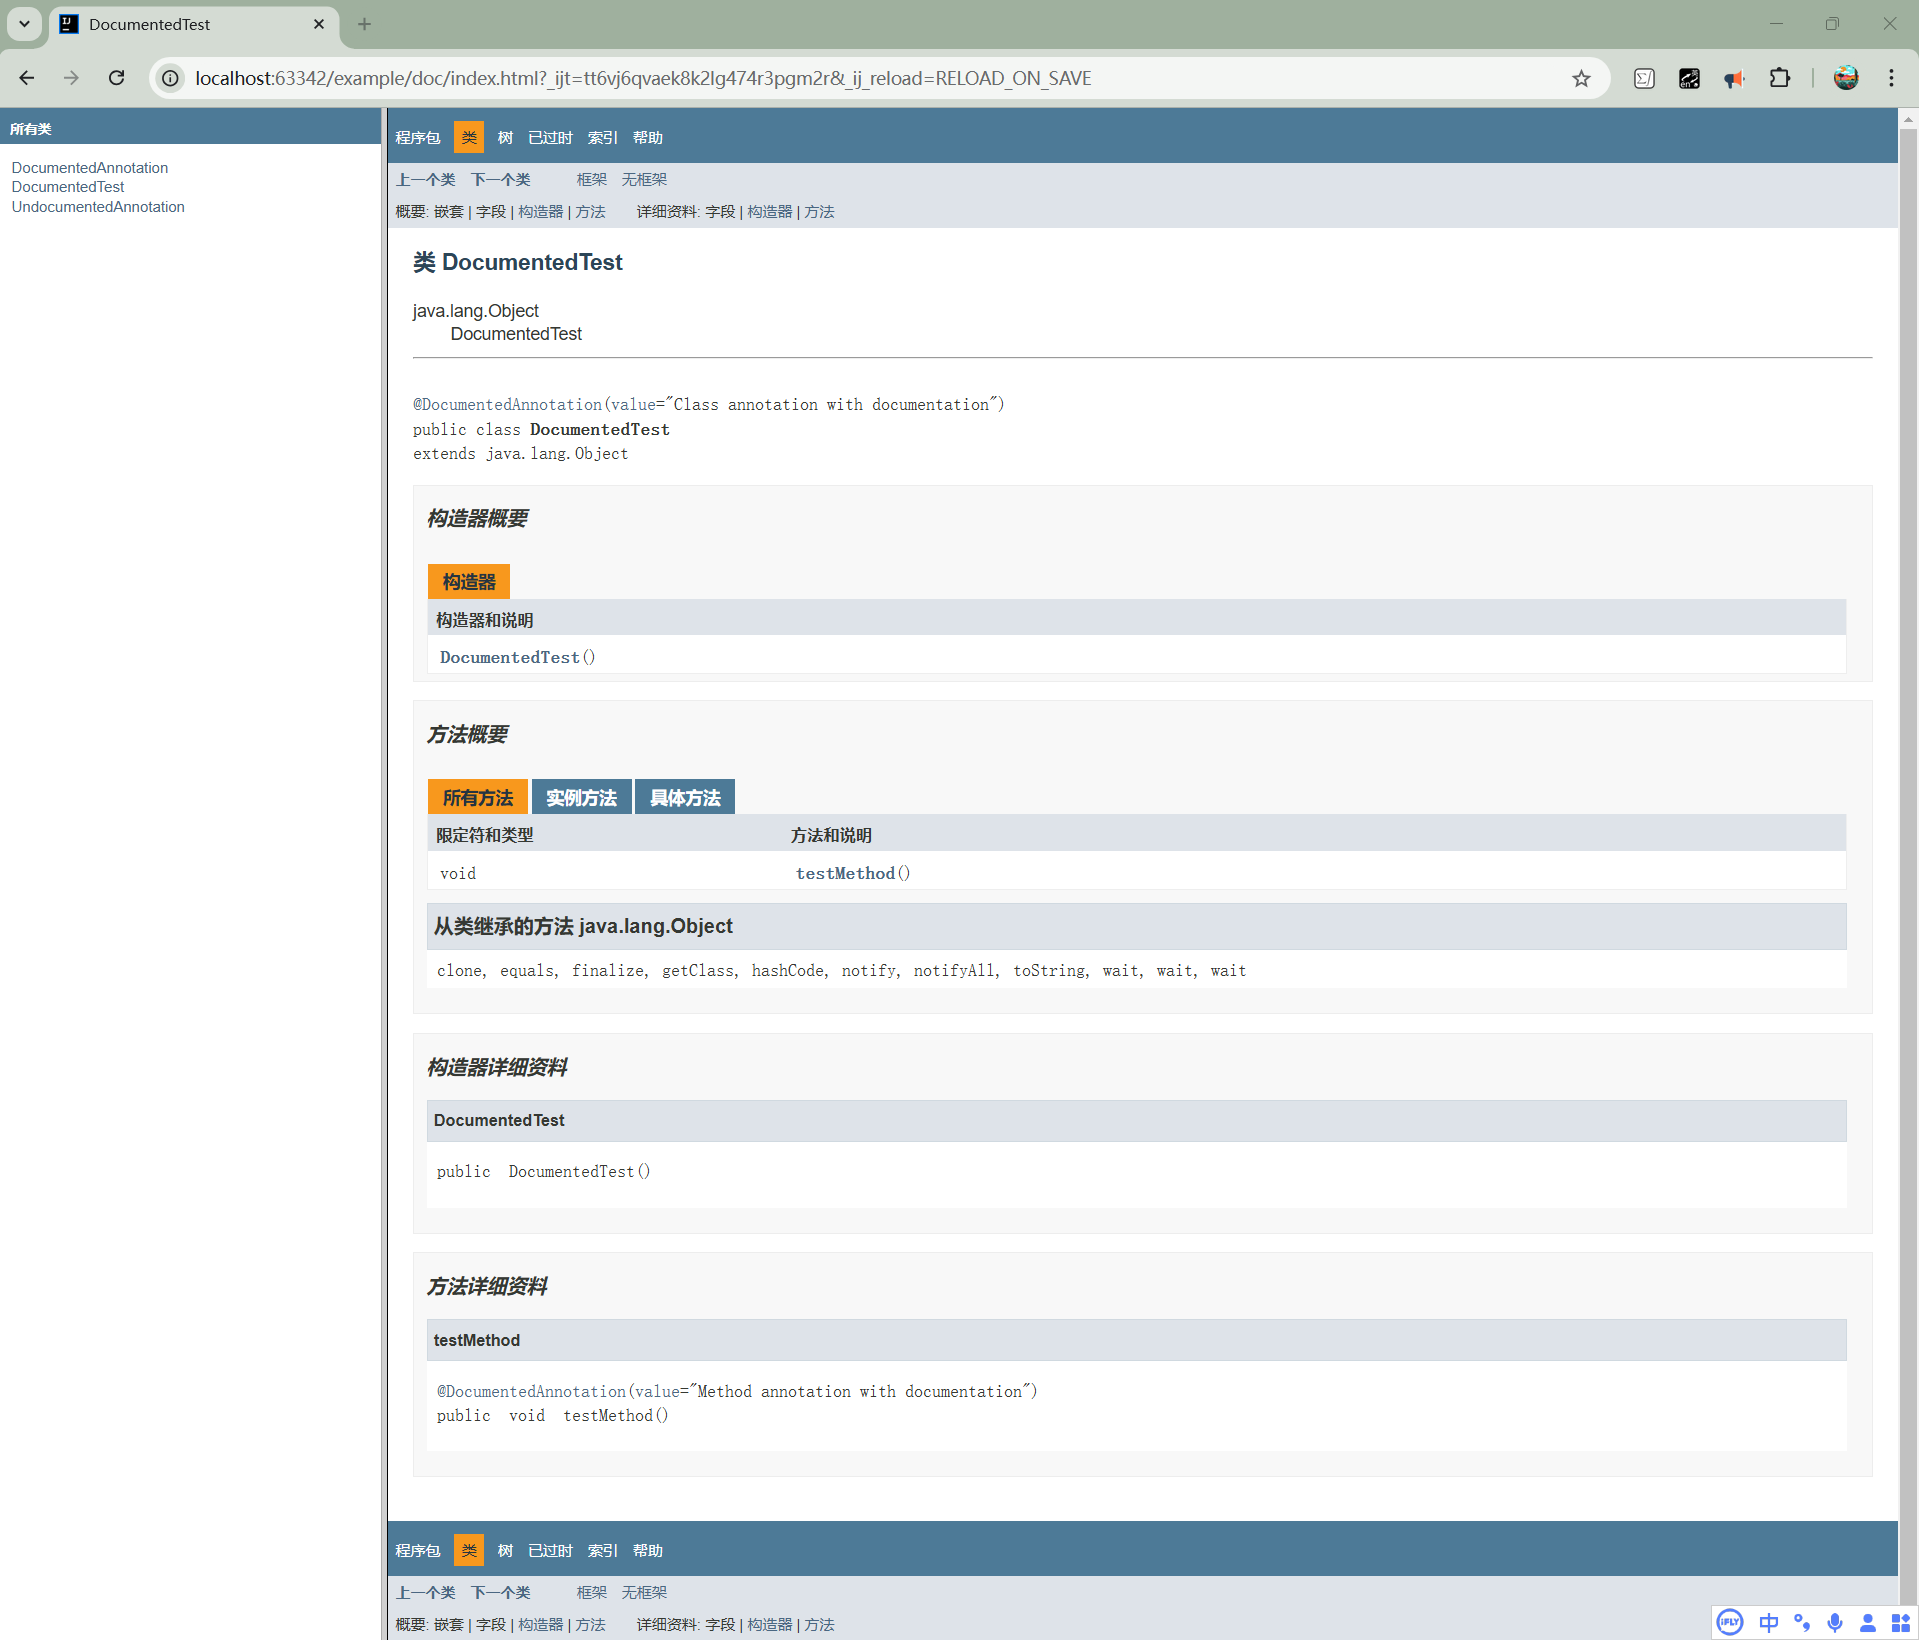 DocumentedTest
localhost:63342/example/doc/index.html?_ijt=tt6vj6qvaek8k2lg474r3pgm2r&_ij_reload=RELOAD_ON_SAVE
所有类
DocumentedAnnotation
DocumentedTest
UndocumentedAnnotation
程序包 类 树 已过时 索引 帮助
上一个类 下一个类 框架 无框架
概要: 嵌套 | 字段 | 构造器 | 方法 详细资料: 字段 | 构造器 | 方法
类 DocumentedTest
java.lang.Object
DocumentedTest
@DocumentedAnnotation(value="Class annotation with documentation")
public class DocumentedTest
extends java.lang.Object
构造器概要
构造器
构造器和说明
DocumentedTest()
方法概要
所有方法 实例方法 具体方法
限定符和类型 方法和说明
void testMethod()
从类继承的方法 java.lang.Object
clone, equals, finalize, getClass, hashCode, notify, notifyAll, toString, wait, wait, wait
构造器详细资料
DocumentedTest
public DocumentedTest()
方法详细资料
testMethod
@DocumentedAnnotation(value="Method annotation with documentation")
public void testMethod()
程序包 类 树 已过时 索引 帮助
上一个类 下一个类 框架 无框架
概要: 嵌套 | 字段 | 构造器 | 方法 详细资料: 字段 | 构造器 | 方法
iFLY 中